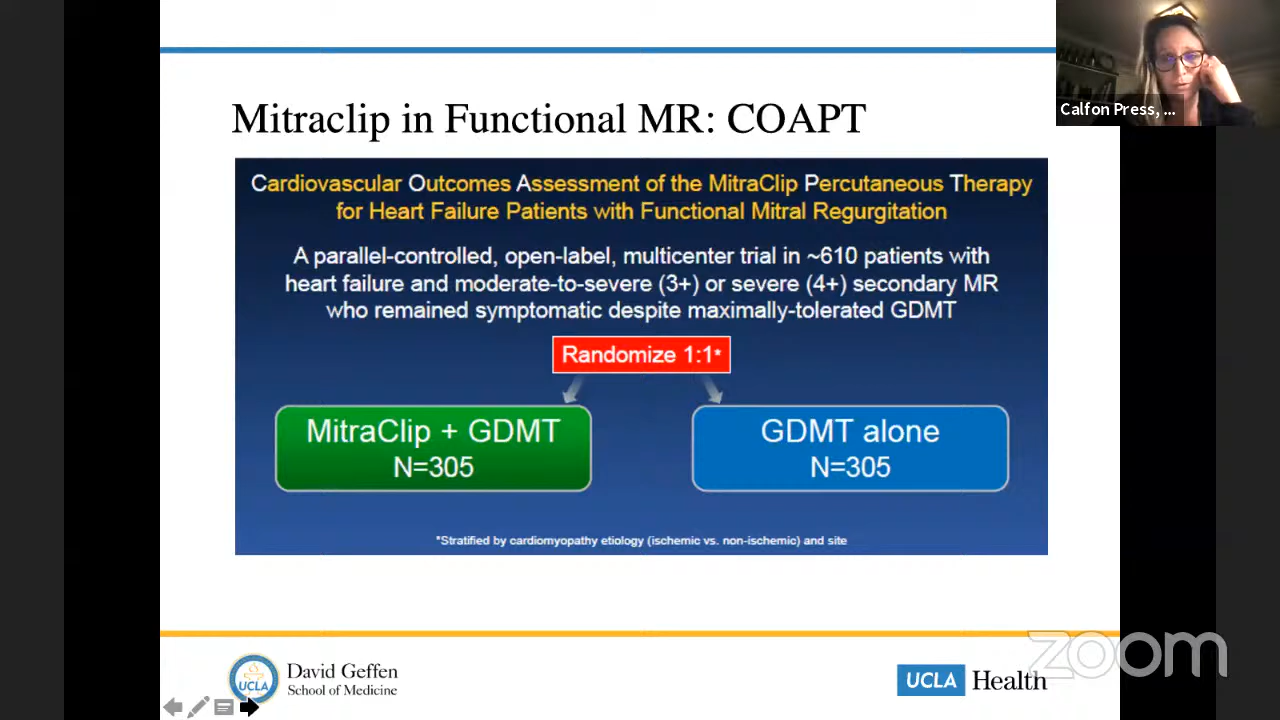 Mitraclip in Functional MR: COAPT
Calfon Press, ...
Cardiovascular Outcomes Assessment of the MitraClip Percutaneous Therapy
for Heart Failure Patients with Functional Mitral Regurgitation
A parallel-controlled, open-label, multicenter trial in ~610 patients with
heart failure and moderate-to-severe (3+) or severe (4+) secondary MR
who remained symptomatic despite maximally-tolerated GDMT
Randomize 1:1*
MitraClip + GDMT
N=305
GDMT alone
N=305
*Stratified by cardiomyopathy etiology (ischemic vs. non-ischemic) and site
UCLA
David Geffen
School of Medicine
UCLA Health
zoom